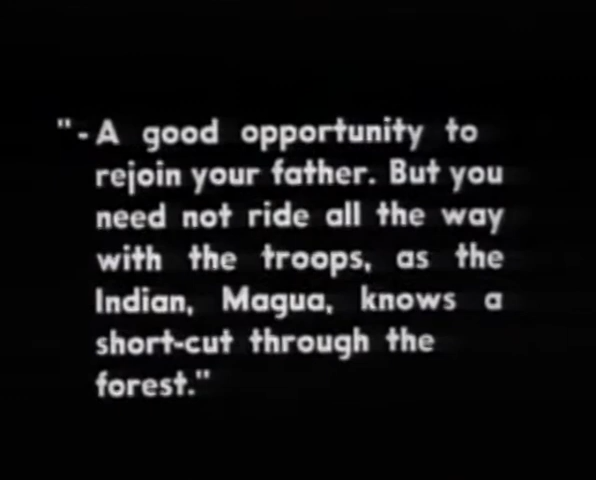 "-A good opportunity to
rejoin your father. But you
need not ride all the way
with the troops, as the
Indian, Magua, knows a
short-cut through the
forest."